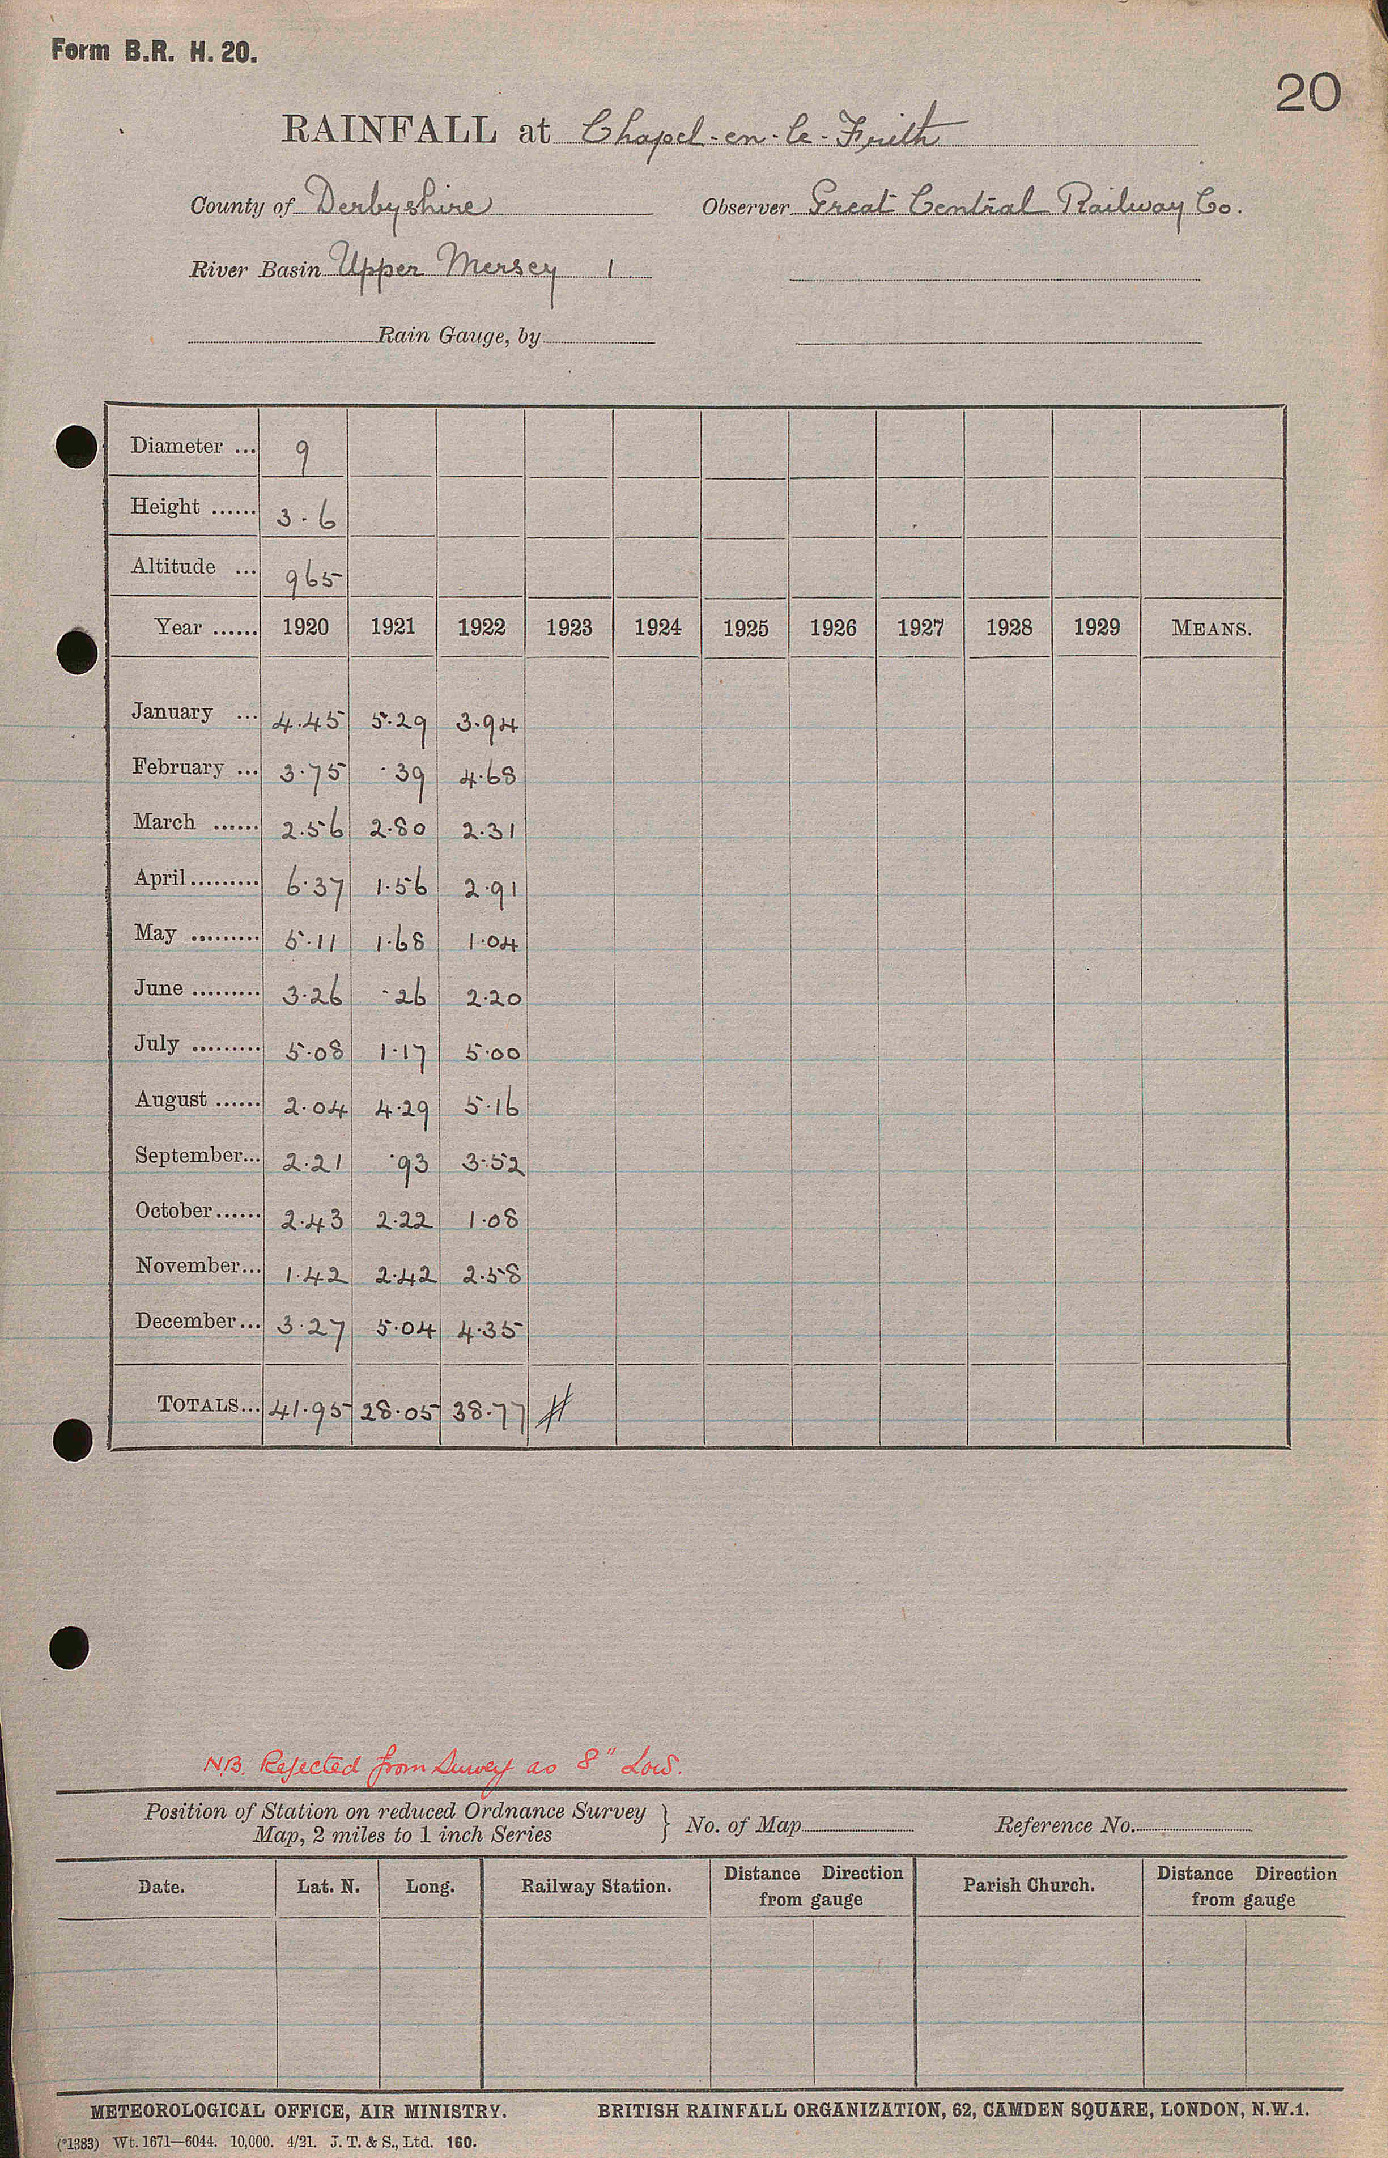 Form B.R. H. 20.
20
RAINFALL at Chapel-en-le-Frith
County of Derbyshire Observer Great Central Railway Co.
River Basin Upper Mersey 1
Rain Gauge, by
Diameter ... 9
Height ...... 3.6
Altitude ... 965
Year ...... 1920 1921 1922 1923 1924 1925 1926 1927 1928 1929 MEANS.
January ... 4.45 5.29 3.94
February ... 3.75 .39 4.68
March ...... 2.56 2.80 2.31
April ......... 6.37 1.56 2.91
May ......... 5.11 1.68 1.04
June ......... 3.26 .26 2.20
July ......... 5.08 1.17 5.00
August ...... 2.04 4.29 5.16
September... 2.21 .93 3.52
October...... 2.43 2.22 1.08
November... 1.42 2.42 2.58
December... 3.27 5.04 4.35
TOTALS... 41.95 28.05 38.77 #
N.B. Rejected from Survey as 8" Low.
Position of Station on reduced Ordnance Survey
Map, 2 miles to 1 inch Series } No. of Map Reference No.
Date. Lat. N. Long. Railway Station. Distance Direction from gauge Parish Church. Distance Direction from gauge
METEOROLOGICAL OFFICE, AIR MINISTRY. BRITISH RAINFALL ORGANIZATION, 62, CAMDEN SQUARE, LONDON, N.W.1.
(*1383) Wt. 1671—6044. 10,000. 4/21. J. T. & S., Ltd. 160.